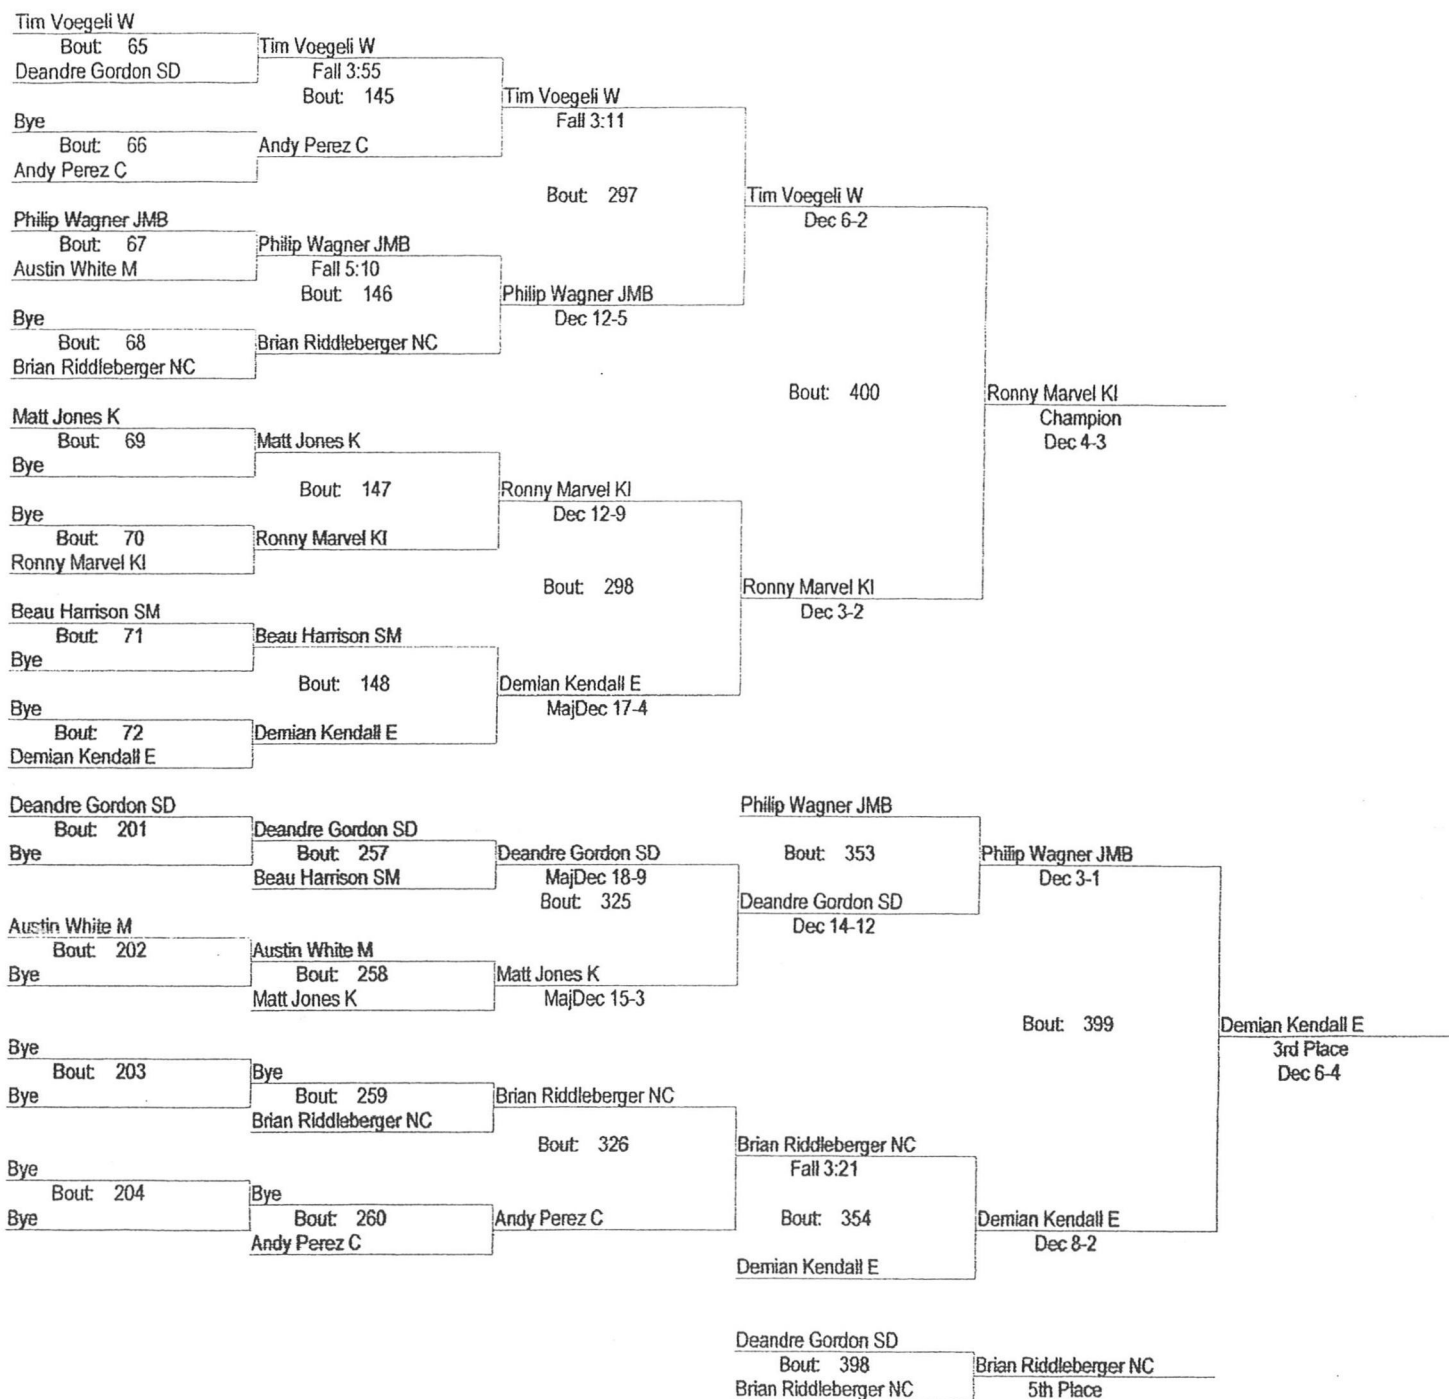 Tim Voegeli W
Bout: 65
Deandre Gordon SD
Bye
Bout: 66
Andy Perez C
Philip Wagner JMB
Bout: 67
Austin White M
Bye
Bout: 68
Brian Riddleberger NC
Matt Jones K
Bout: 69
Bye
Bye
Bout: 70
Ronny Marvel KI
Beau Harrison SM
Bout: 71
Bye
Bye
Bout: 72
Demian Kendall E
Tim Voegeli W
Fall 3:55
Bout: 145
Andy Perez C
Philip Wagner JMB
Fall 5:10
Bout: 146
Brian Riddleberger NC
Matt Jones K
Bout: 147
Ronny Marvel KI
Beau Harrison SM
Bout: 148
Demian Kendall E
Tim Voegeli W
Fall 3:11
Bout: 297
Philip Wagner JMB
Dec 12-5
Ronny Marvel KI
Dec 12-9
Bout: 298
Demian Kendall E
MajDec 17-4
Tim Voegeli W
Dec 6-2
Bout: 400
Ronny Marvel KI
Dec 3-2
Ronny Marvel KI
Champion
Dec 4-3
Deandre Gordon SD
Bout: 201
Bye
Austin White M
Bout: 202
Bye
Bye
Bout: 203
Bye
Bye
Bout: 204
Bye
Deandre Gordon SD
Bout: 257
Beau Harrison SM
Austin White M
Bout: 258
Matt Jones K
Bye
Bout: 259
Brian Riddleberger NC
Bye
Bout: 260
Andy Perez C
Deandre Gordon SD
MajDec 18-9
Bout: 325
Matt Jones K
MajDec 15-3
Brian Riddleberger NC
Bout: 326
Andy Perez C
Philip Wagner JMB
Bout: 353
Deandre Gordon SD
Dec 14-12
Brian Riddleberger NC
Fall 3:21
Bout: 354
Demian Kendall E
Philip Wagner JMB
Dec 3-1
Bout: 399
Demian Kendall E
Dec 8-2
Demian Kendall E
3rd Place
Dec 6-4
Deandre Gordon SD
Bout: 398
Brian Riddleberger NC
Brian Riddleberger NC
5th Place